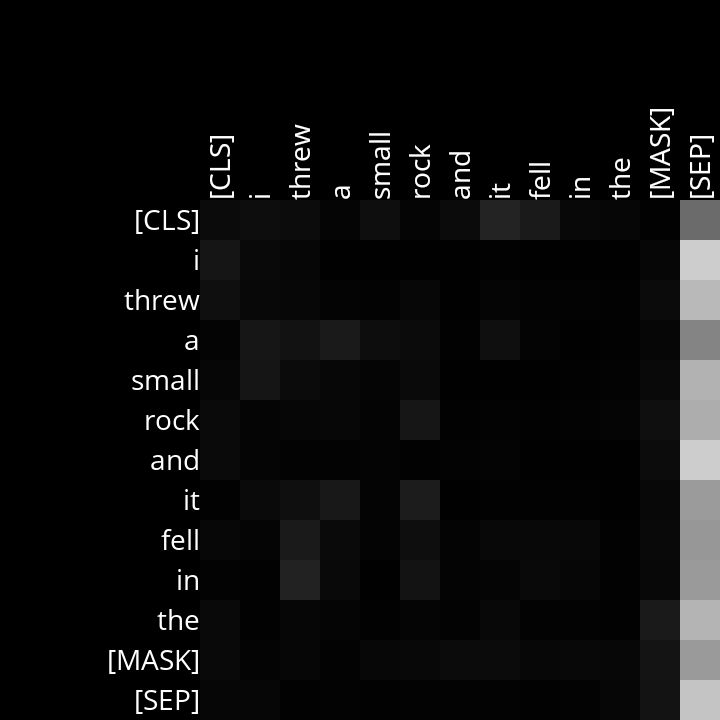 [CLS] i threw a small rock and it fell in the [MASK] [SEP]
[CLS]
i
threw
a
small
rock
and
it
fell
in
the
[MASK]
[SEP]